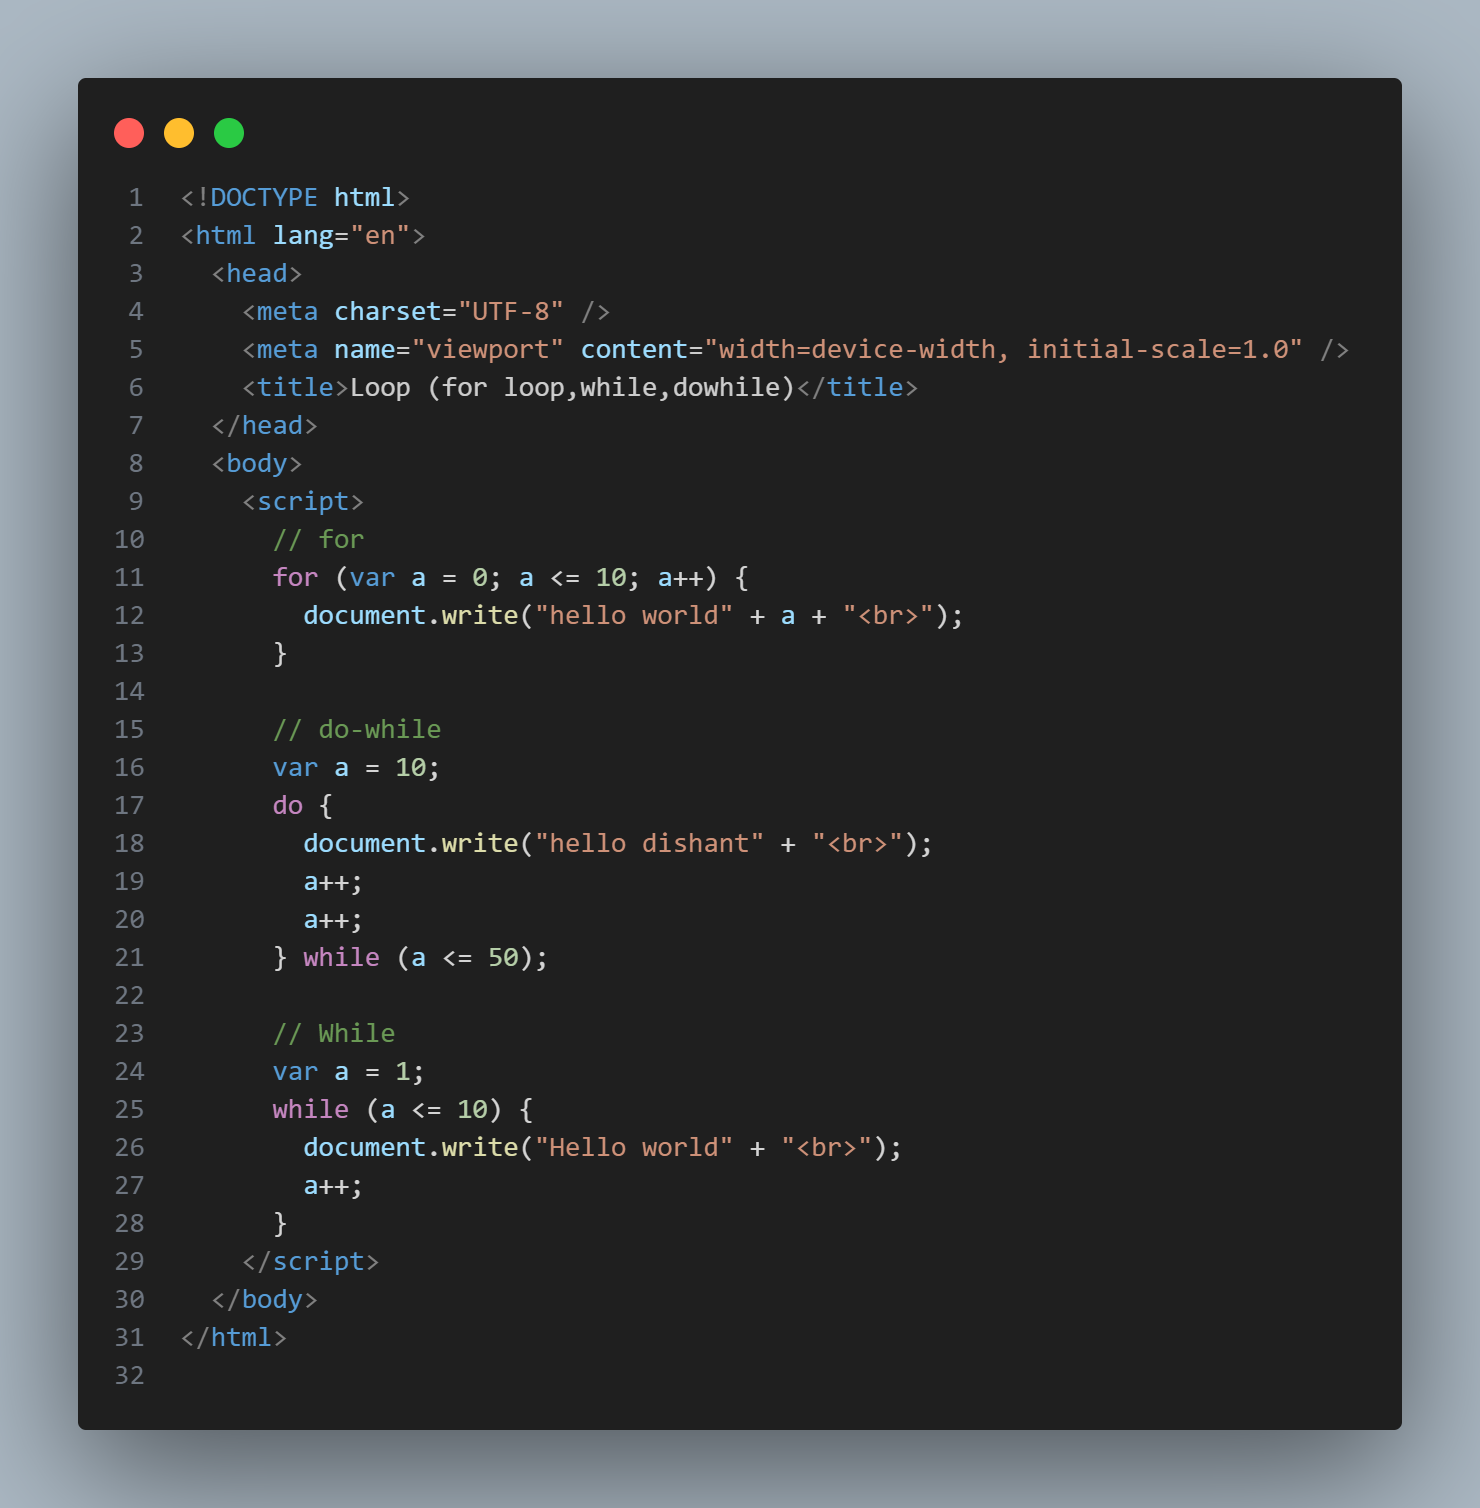 1 <!DOCTYPE html>
2 <html lang="en">
3   <head>
4     <meta charset="UTF-8" />
5     <meta name="viewport" content="width=device-width, initial-scale=1.0" />
6     <title>Loop (for loop,while,dowhile)</title>
7   </head>
8   <body>
9     <script>
10       // for
11       for (var a = 0; a <= 10; a++) {
12         document.write("hello world" + a + "<br>");
13       }
14
15       // do-while
16       var a = 10;
17       do {
18         document.write("hello dishant" + "<br>");
19         a++;
20         a++;
21       } while (a <= 50);
22
23       // While
24       var a = 1;
25       while (a <= 10) {
26         document.write("Hello world" + "<br>");
27         a++;
28       }
29     </script>
30   </body>
31 </html>
32